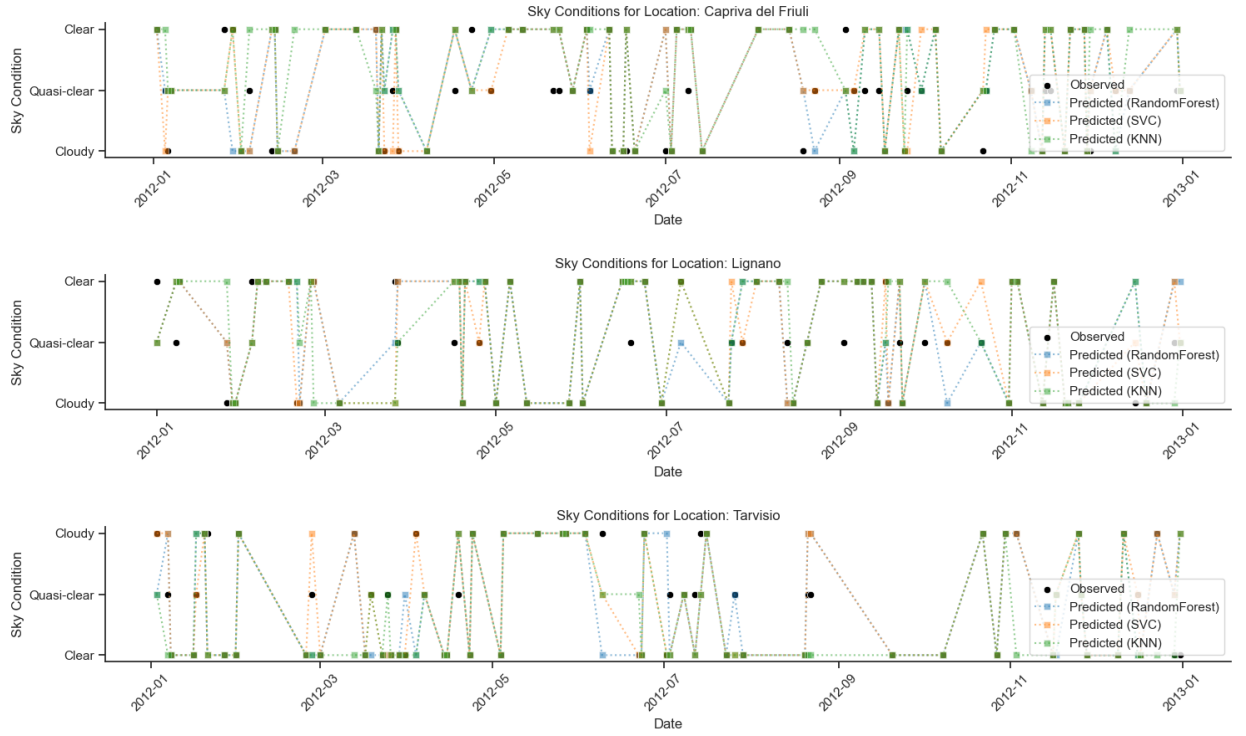 Sky Conditions for Location: Capriva del Friuli
Sky Condition
Clear
Quasi-clear
Cloudy
Observed
Predicted (RandomForest)
Predicted (SVC)
Predicted (KNN)
2012-01
2012-03
2012-05
2012-07
2012-09
2012-11
2013-01
Date
Sky Conditions for Location: Lignano
Sky Condition
Clear
Quasi-clear
Cloudy
Observed
Predicted (RandomForest)
Predicted (SVC)
Predicted (KNN)
2012-01
2012-03
2012-05
2012-07
2012-09
2012-11
2013-01
Date
Sky Conditions for Location: Tarvisio
Sky Condition
Cloudy
Quasi-clear
Clear
Observed
Predicted (RandomForest)
Predicted (SVC)
Predicted (KNN)
2012-01
2012-03
2012-05
2012-07
2012-09
2012-11
2013-01
Date